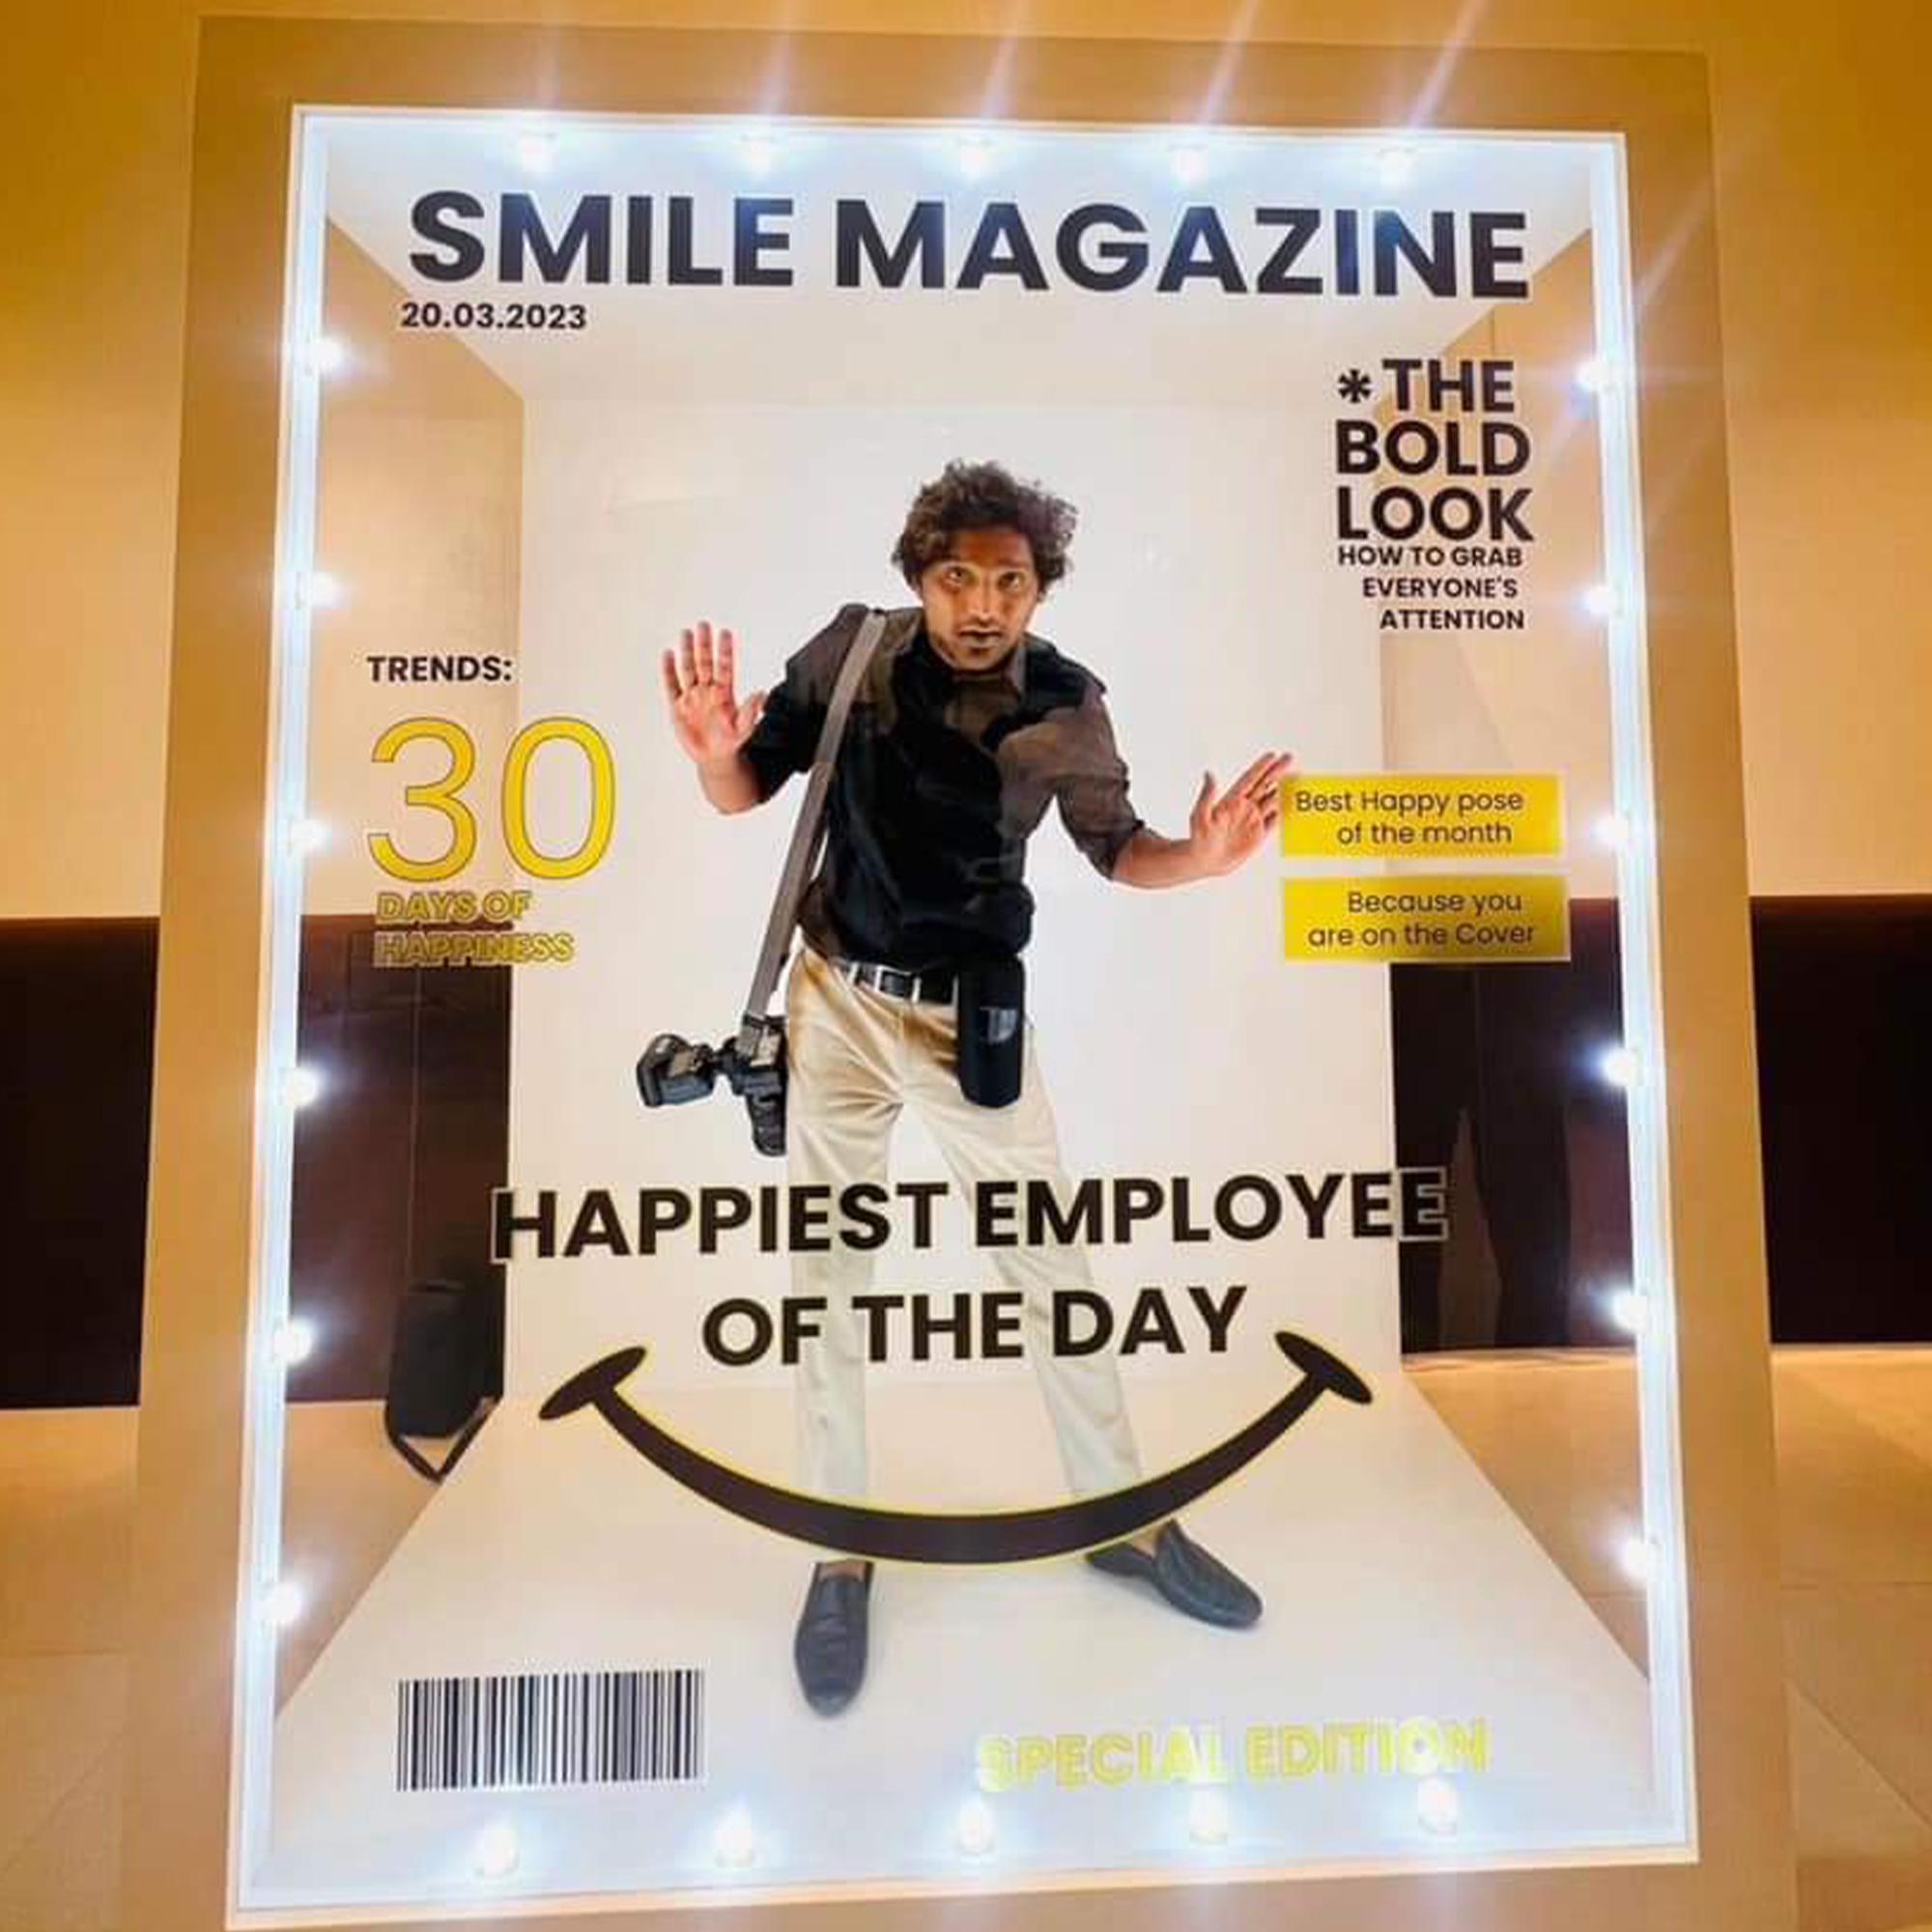 SMILE MAGAZINE
20.03.2023
*THE
BOLD
LOOK
HOW TO GRAB
EVERYONE'S
ATTENTION
TRENDS:
30
DAYS OF
HAPPINESS
Best Happy pose
of the month
Because you
are on the Cover
HAPPIEST EMPLOYEE
OF THE DAY
SPECIAL EDITION